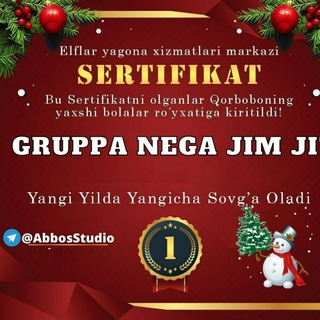 Elflar yagona xizmatlari markazi
SERTIFIKAT
Bu Sertifikatni olganlar Qorboboning
yaxshi bolalar ro'yxatiga kiritildi!
GRUPPA NEGA JIM JI
Yangi Yilda Yangicha Sovg'a Oladi
@AbbosStudio
1